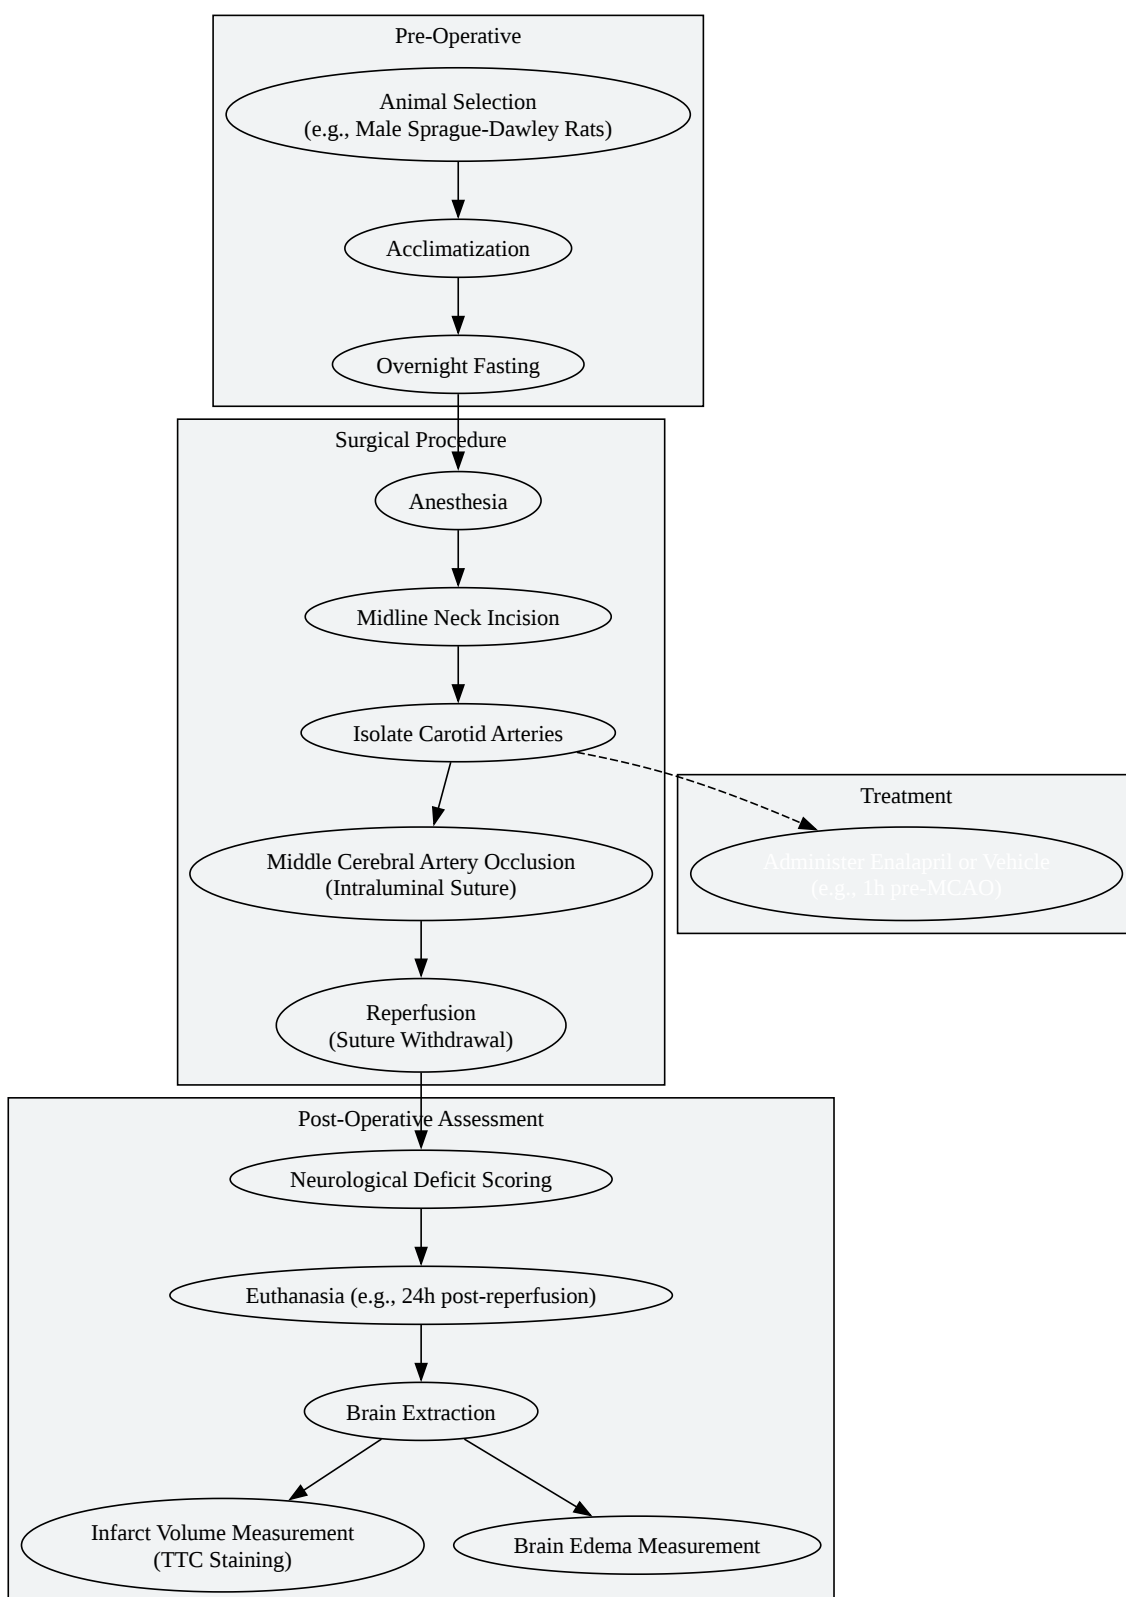 Pre-Operative
Animal Selection
(e.g., Male Sprague-Dawley Rats)
Acclimatization
Overnight Fasting
Surgical Procedure
Anesthesia
Midline Neck Incision
Isolate Carotid Arteries
Treatment
Middle Cerebral Artery Occlusion
(Intraluminal Suture)
Administer Enalapril or Vehicle
(e.g., 1h pre-MCAO)
Reperfusion
(Suture Withdrawal)
Post-Operative Assessment
Neurological Deficit Scoring
Euthanasia (e.g., 24h post-reperfusion)
Brain Extraction
Infarct Volume Measurement
(TTC Staining)
Brain Edema Measurement